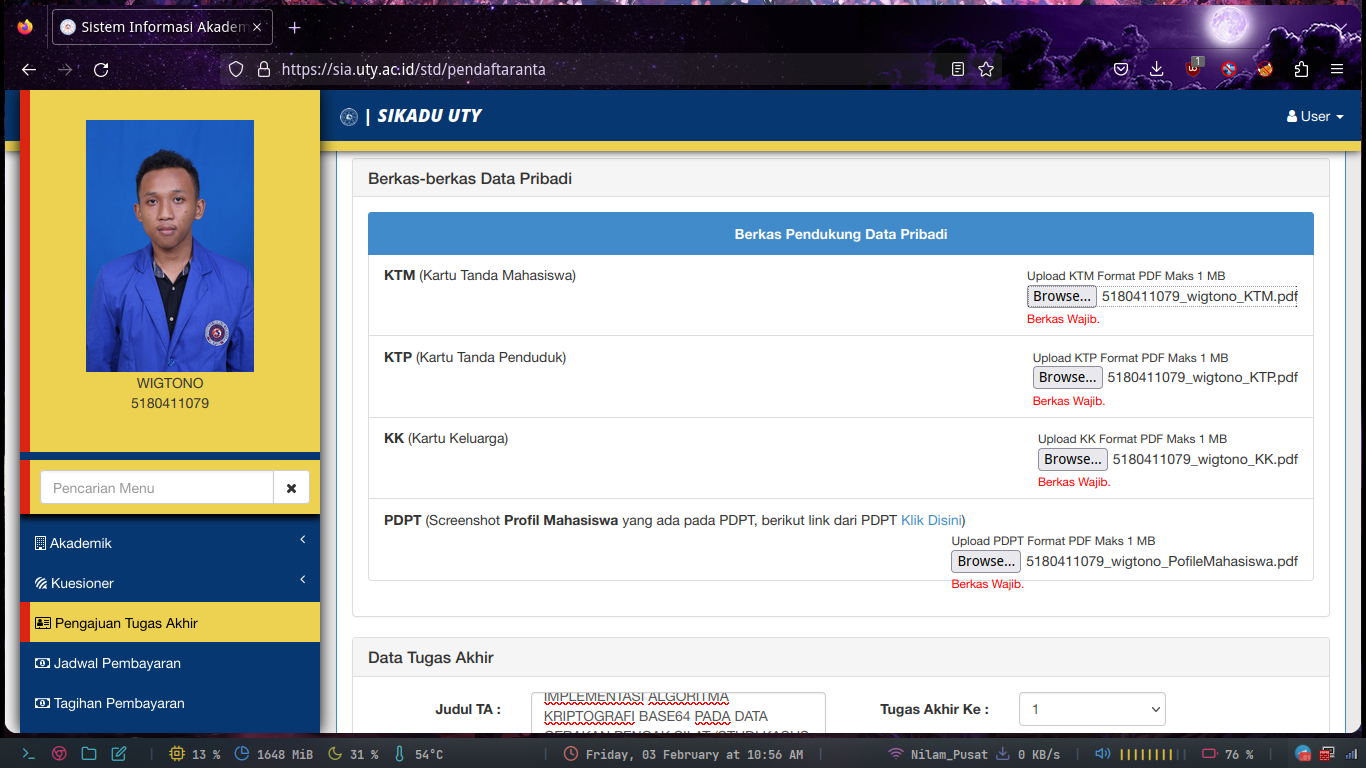 Sistem Informasi Akadem
https://sia.uty.ac.id/std/pendaftaranta
1
| SIKADU UTY
User
WIGTONO
5180411079
Pencarian Menu
Akademik
Kuesioner
Pengajuan Tugas Akhir
Jadwal Pembayaran
Tagihan Pembayaran
Berkas-berkas Data Pribadi
Berkas Pendukung Data Pribadi
KTM (Kartu Tanda Mahasiswa)
Upload KTM Format PDF Maks 1 MB
Browse... 5180411079_wigtono_KTM.pdf
Berkas Wajib.
KTP (Kartu Tanda Penduduk)
Upload KTP Format PDF Maks 1 MB
Browse... 5180411079_wigtono_KTP.pdf
Berkas Wajib.
KK (Kartu Keluarga)
Upload KK Format PDF Maks 1 MB
Browse... 5180411079_wigtono_KK.pdf
Berkas Wajib.
PDPT (Screenshot Profil Mahasiswa yang ada pada PDPT, berikut link dari PDPT Klik Disini)
Upload PDPT Format PDF Maks 1 MB
Browse... 5180411079_wigtono_PofileMahasiswa.pdf
Berkas Wajib.
Data Tugas Akhir
Judul TA :
IMPLEMENTASI ALGORITMA
KRIPTOGRAFI BASE64 PADA DATA
GERAKAN PENCAK SILAT (STUDI KASUS
Tugas Akhir Ke :
1
13 % 1648 MiB 31 % 54°C
Friday, 03 February at 10:56 AM
Nilam_Pusat 0 KB/s 76 %